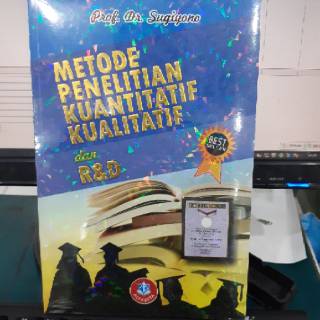 Prof. Dr. Sugiyono
METODE
PENELITIAN
KUANTITATIF
KUALITATIF
dan
R&D
BEST